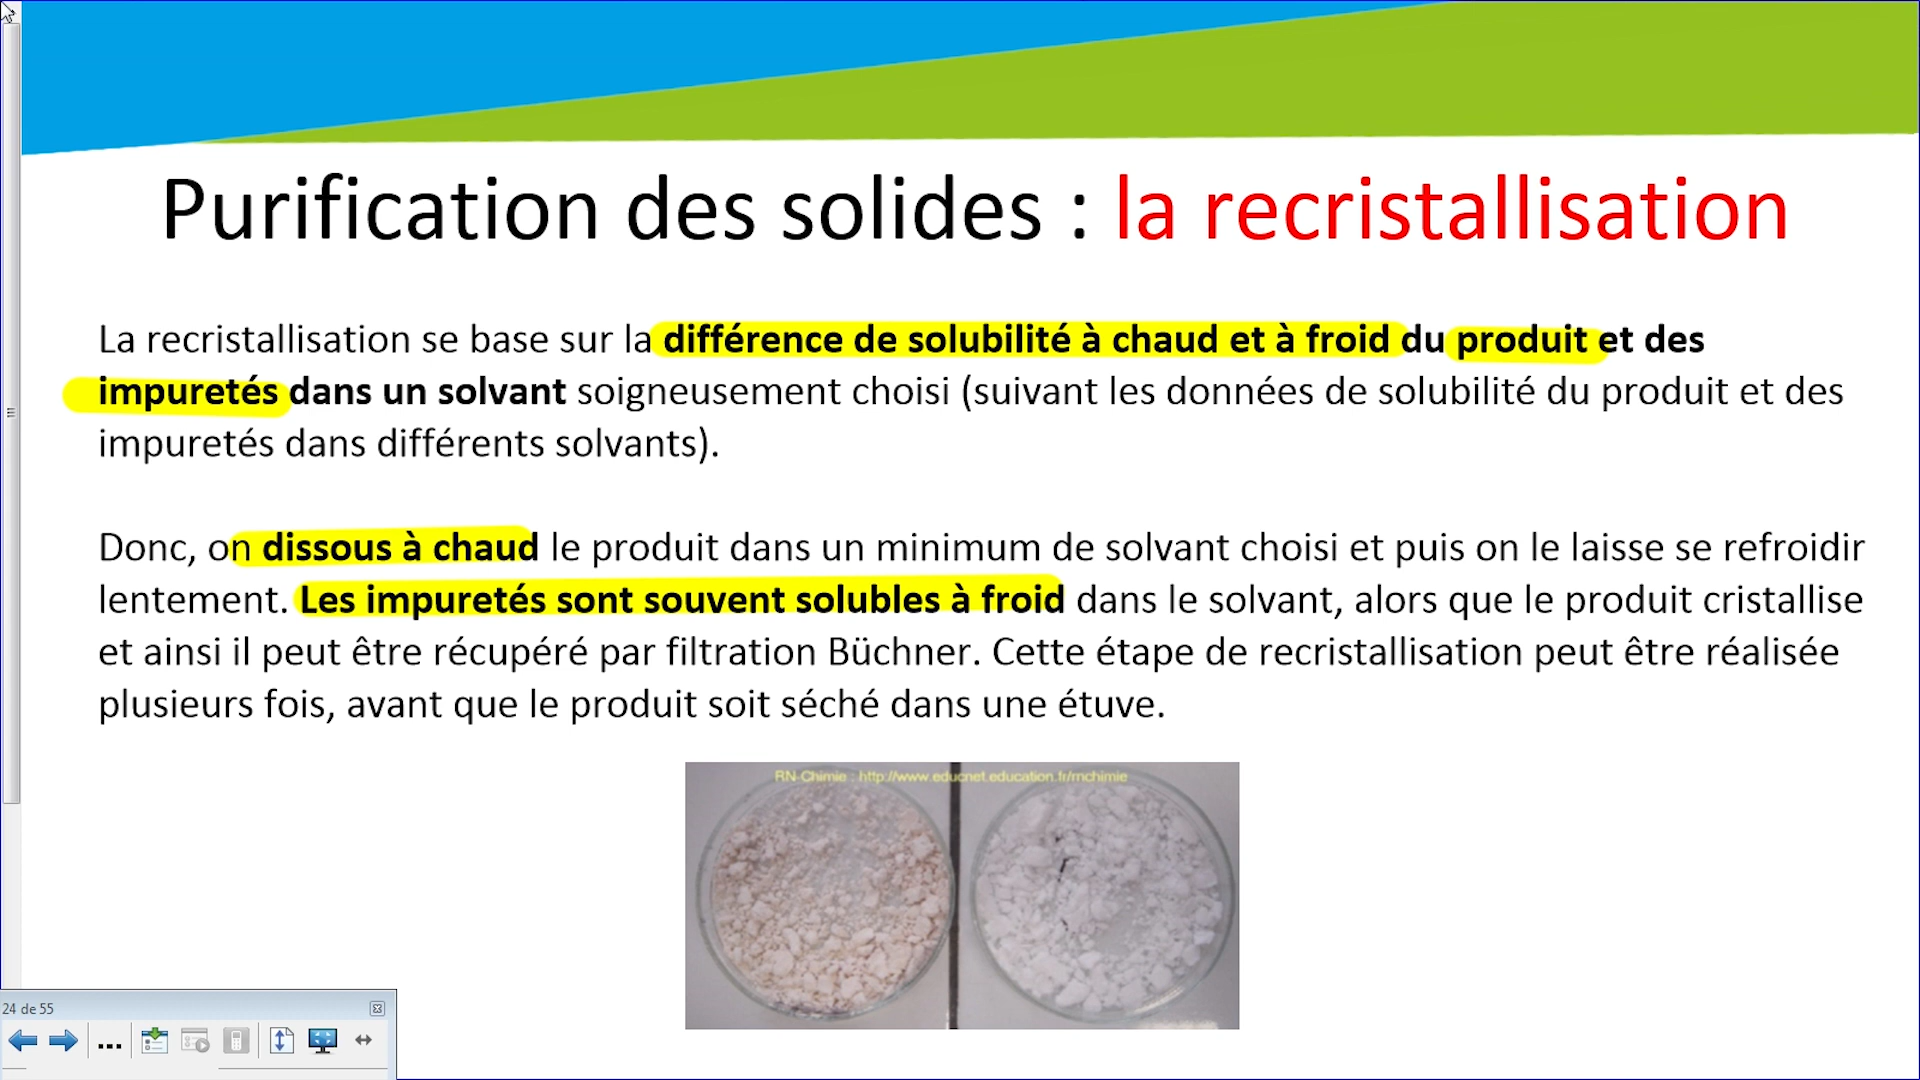 Purification des solides : la recristallisation
La recristallisation se base sur la différence de solubilité à chaud et à froid du produit et des
impuretés dans un solvant soigneusement choisi (suivant les données de solubilité du produit et des
impuretés dans différents solvants).
Donc, on dissous à chaud le produit dans un minimum de solvant choisi et puis on le laisse se refroidir
lentement. Les impuretés sont souvent solubles à froid dans le solvant, alors que le produit cristallise
et ainsi il peut être récupéré par filtration Büchner. Cette étape de recristallisation peut être réalisée
plusieurs fois, avant que le produit soit séché dans une étuve.
RN-Chimie : http://www.educnet.education.fr/rnchimie
24 de 55
...